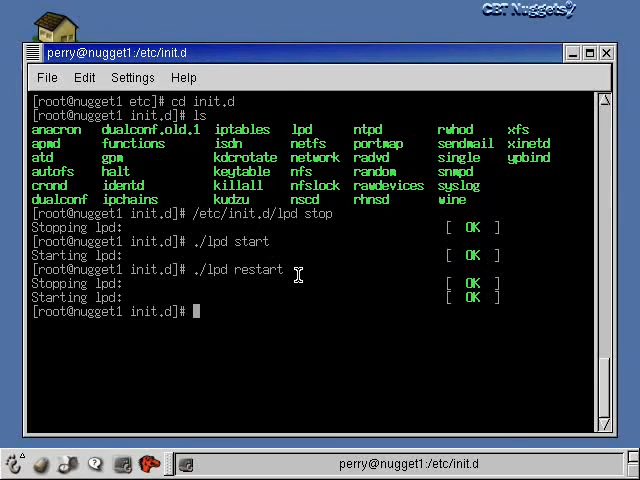 CBT Nuggets
perry@nugget1:/etc/init.d
File Edit Settings Help
[root@nugget1 etc]# cd init.d
[root@nugget1 init.d]# ls
anacron dualconf.old.1 iptables lpd ntpd rwhod xfs
apmd functions isdn netfs portmap sendmail xinetd
atd gpm kdcrotate network radvd single ypbind
autofs halt keytable nfs random snmpd
crond identd killall nfslock rawdevices syslog
dualconf ipchains kudzu nscd rhnsd wine
[root@nugget1 init.d]# /etc/init.d/lpd stop
Stopping lpd: [ OK ]
[root@nugget1 init.d]# ./lpd start
Starting lpd: [ OK ]
[root@nugget1 init.d]# ./lpd restart
Stopping lpd: [ OK ]
Starting lpd: [ OK ]
[root@nugget1 init.d]#
perry@nugget1:/etc/init.d